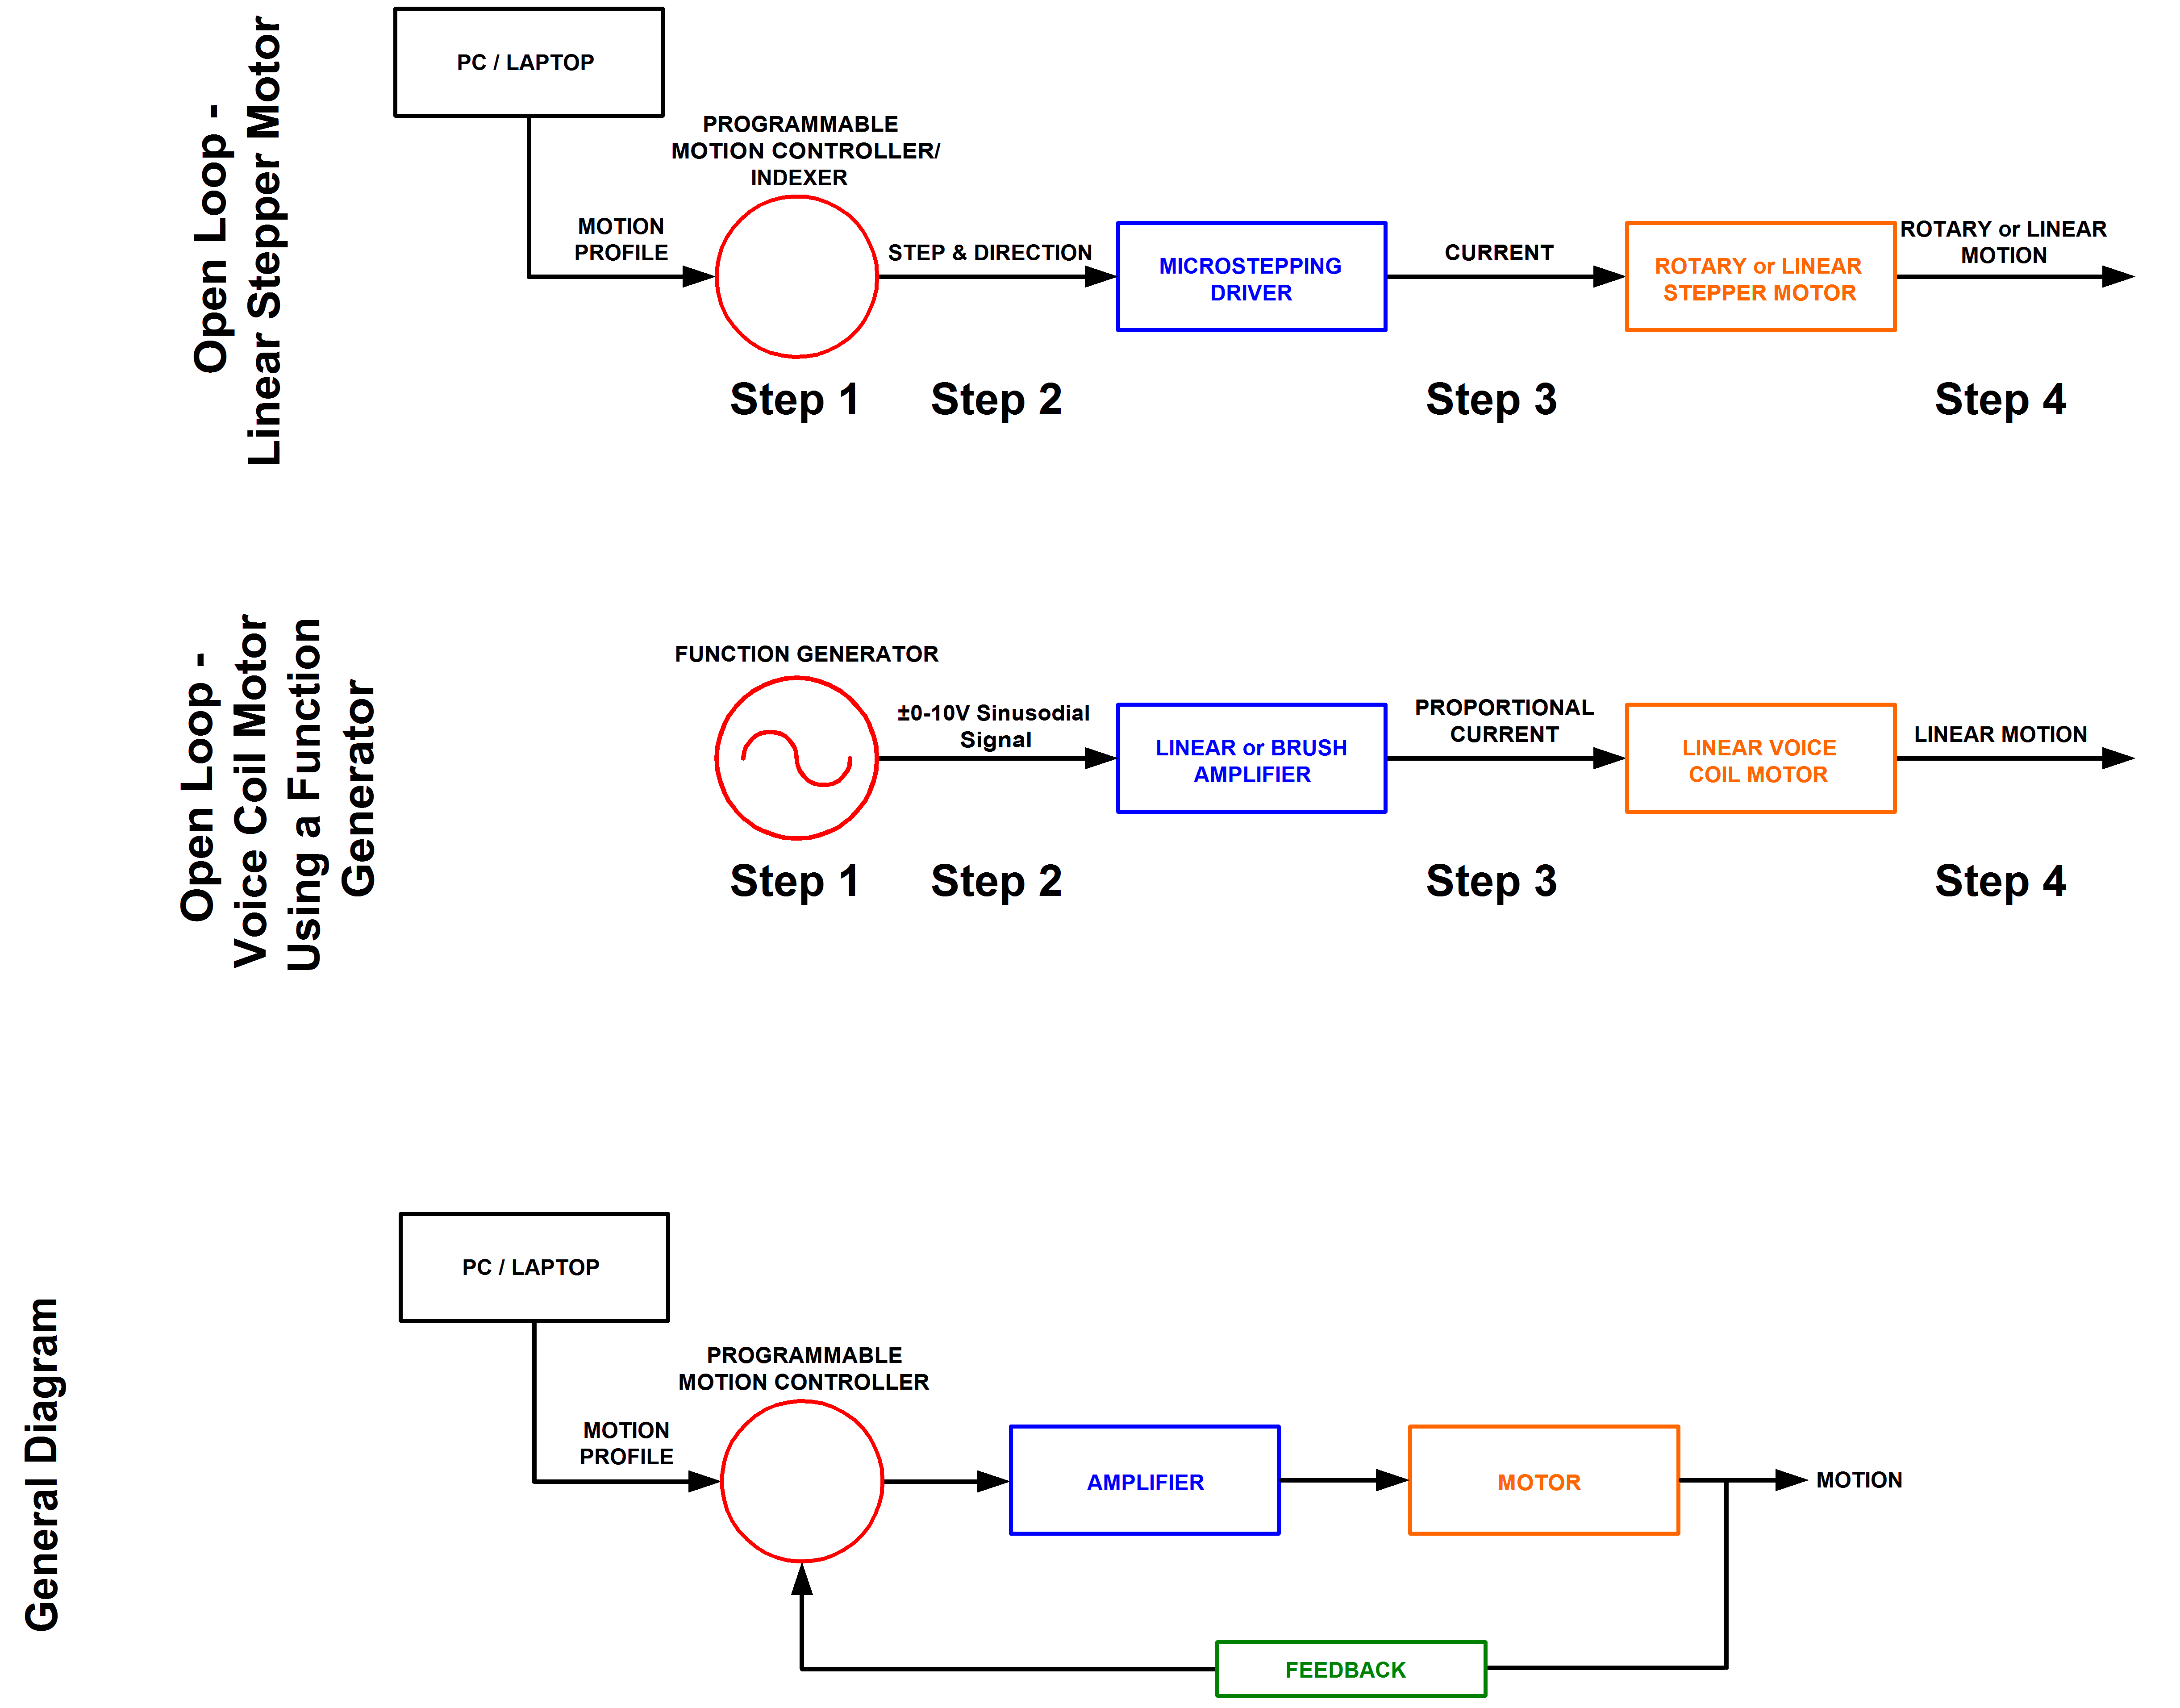 Open Loop -
Linear Stepper Motor
PC / LAPTOP
PROGRAMMABLE
MOTION CONTROLLER/
INDEXER
MOTION
PROFILE
STEP & DIRECTION
MICROSTEPPING
DRIVER
CURRENT
ROTARY or LINEAR
STEPPER MOTOR
ROTARY or LINEAR
MOTION
Step 1
Step 2
Step 3
Step 4
Open Loop -
Voice Coil Motor
Using a Function
Generator
FUNCTION GENERATOR
±0-10V Sinusodial
Signal
LINEAR or BRUSH
AMPLIFIER
PROPORTIONAL
CURRENT
LINEAR VOICE
COIL MOTOR
LINEAR MOTION
Step 1
Step 2
Step 3
Step 4
General Diagram
PC / LAPTOP
PROGRAMMABLE
MOTION CONTROLLER
MOTION
PROFILE
AMPLIFIER
MOTOR
MOTION
FEEDBACK